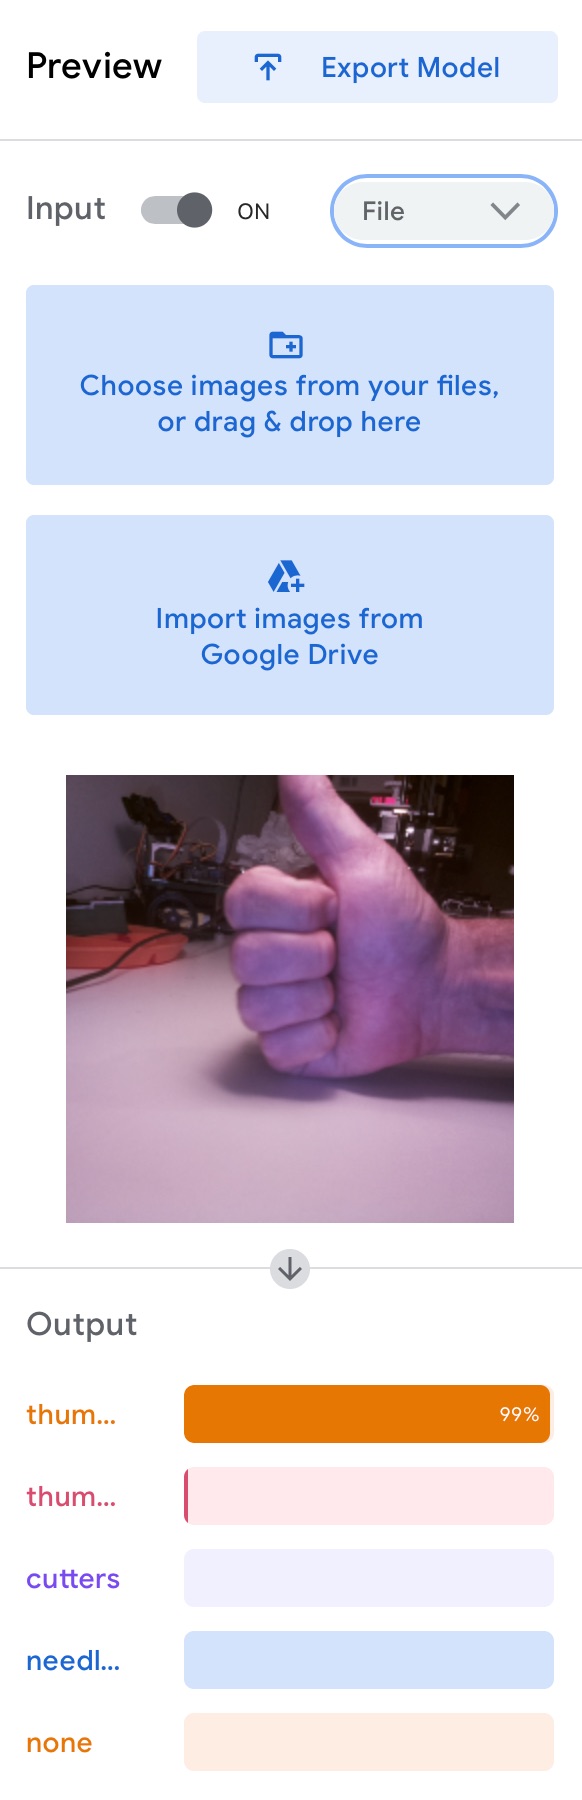 Preview
Export Model
Input
ON
File
Choose images from your files,
or drag & drop here
Import images from
Google Drive
Output
thum...
99%
thum...
cutters
needl...
none